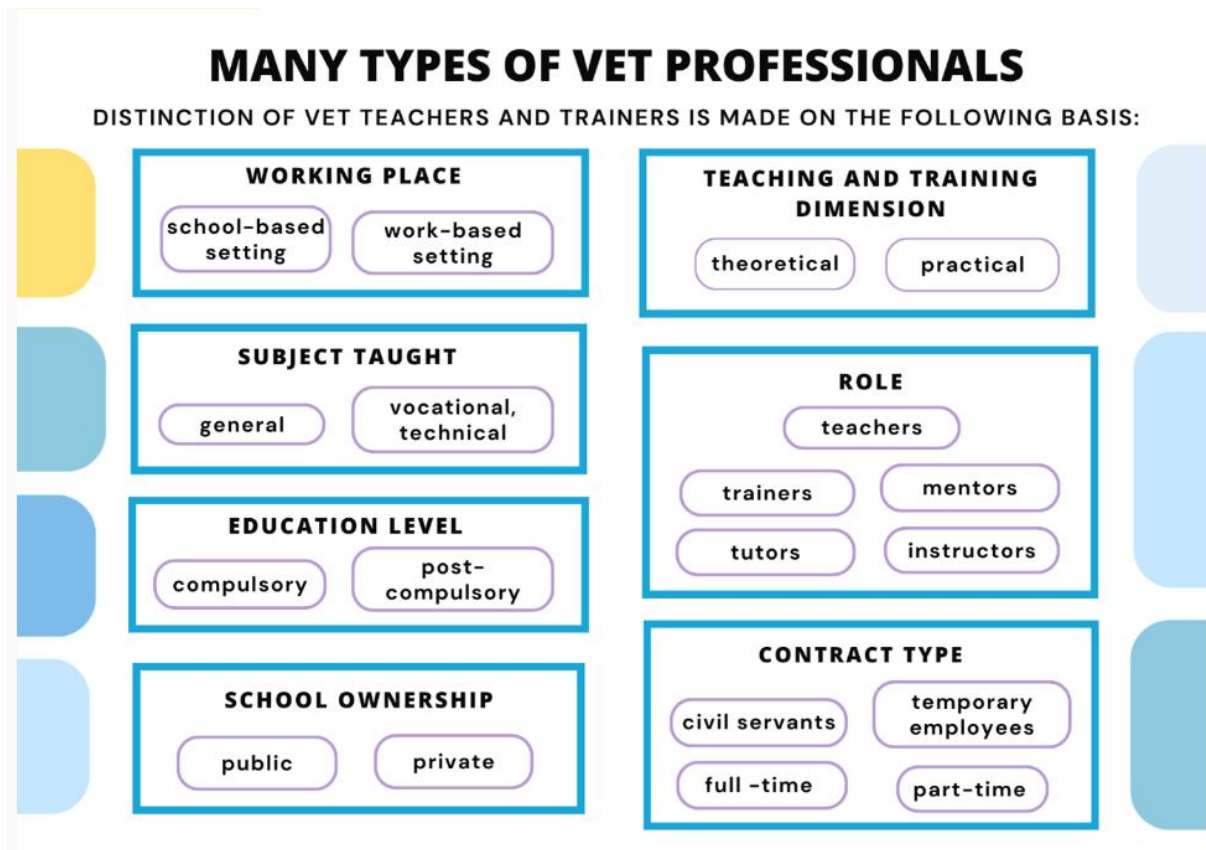 MANY TYPES OF VET PROFESSIONALS
DISTINCTION OF VET TEACHERS AND TRAINERS IS MADE ON THE FOLLOWING BASIS:
WORKING PLACE
school-based
setting
work-based
setting
SUBJECT TAUGHT
general
vocational,
technical
EDUCATION LEVEL
compulsory
post-
compulsory
SCHOOL OWNERSHIP
public
private
TEACHING AND TRAINING
DIMENSION
theoretical
practical
ROLE
teachers
trainers
mentors
tutors
instructors
CONTRACT TYPE
civil servants
temporary
employees
full -time
part-time